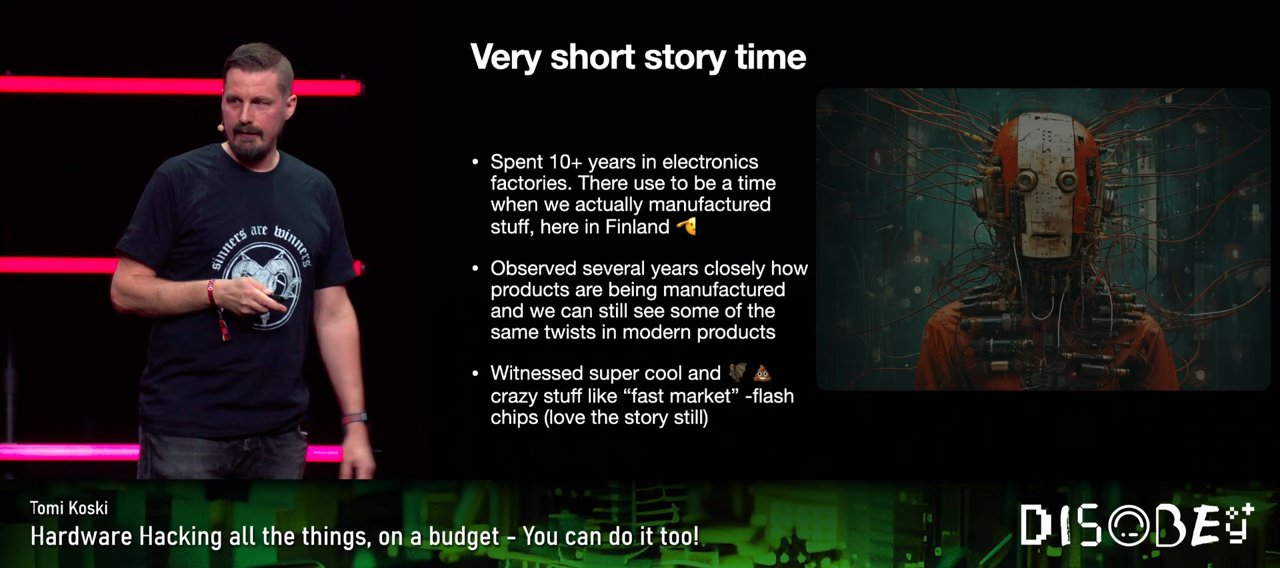 Very short story time
sinners are winners
• Spent 10+ years in electronics
factories. There use to be a time
when we actually manufactured
stuff, here in Finland 🫡
• Observed several years closely how
products are being manufactured
and we can still see some of the
same twists in modern products
• Witnessed super cool and 🦇 💩
crazy stuff like “fast market” -flash
chips (love the story still)
Tomi Koski
Hardware Hacking all the things, on a budget - You can do it too!
DISOBEY